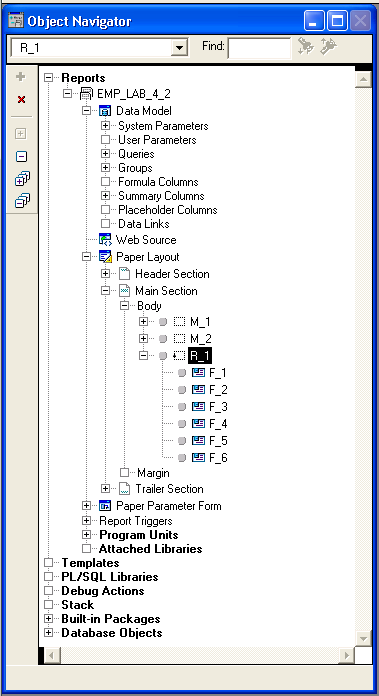 Object Navigator
R_1
Find:
Reports
EMP_LAB_4_2
Data Model
System Parameters
User Parameters
Queries
Groups
Formula Columns
Summary Columns
Placeholder Columns
Data Links
Web Source
Paper Layout
Header Section
Main Section
Body
M_1
M_2
R_1
F_1
F_2
F_3
F_4
F_5
F_6
Margin
Trailer Section
Paper Parameter Form
Report Triggers
Program Units
Attached Libraries
Templates
PL/SQL Libraries
Debug Actions
Stack
Built-in Packages
Database Objects